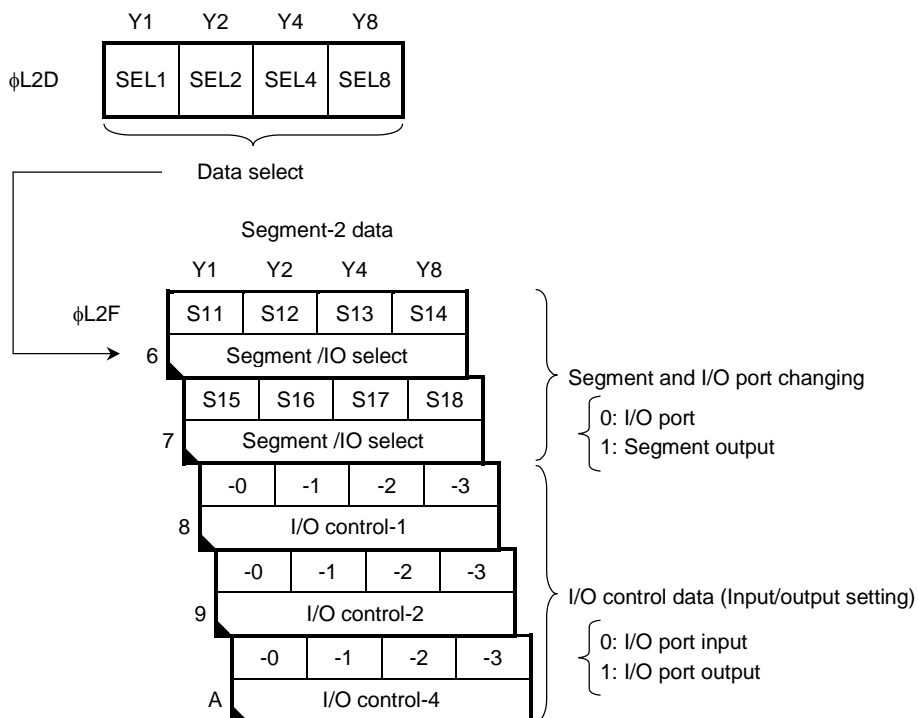 Y1 Y2 Y4 Y8
ϕL2D SEL1 SEL2 SEL4 SEL8
Data select
Segment-2 data
Y1 Y2 Y4 Y8
ϕL2F S11 S12 S13 S14
6 Segment /IO select
S15 S16 S17 S18
7 Segment /IO select
Segment and I/O port changing
0: I/O port
1: Segment output
-0 -1 -2 -3
8 I/O control-1
-0 -1 -2 -3
9 I/O control-2
-0 -1 -2 -3
A I/O control-4
I/O control data (Input/output setting)
0: I/O port input
1: I/O port output